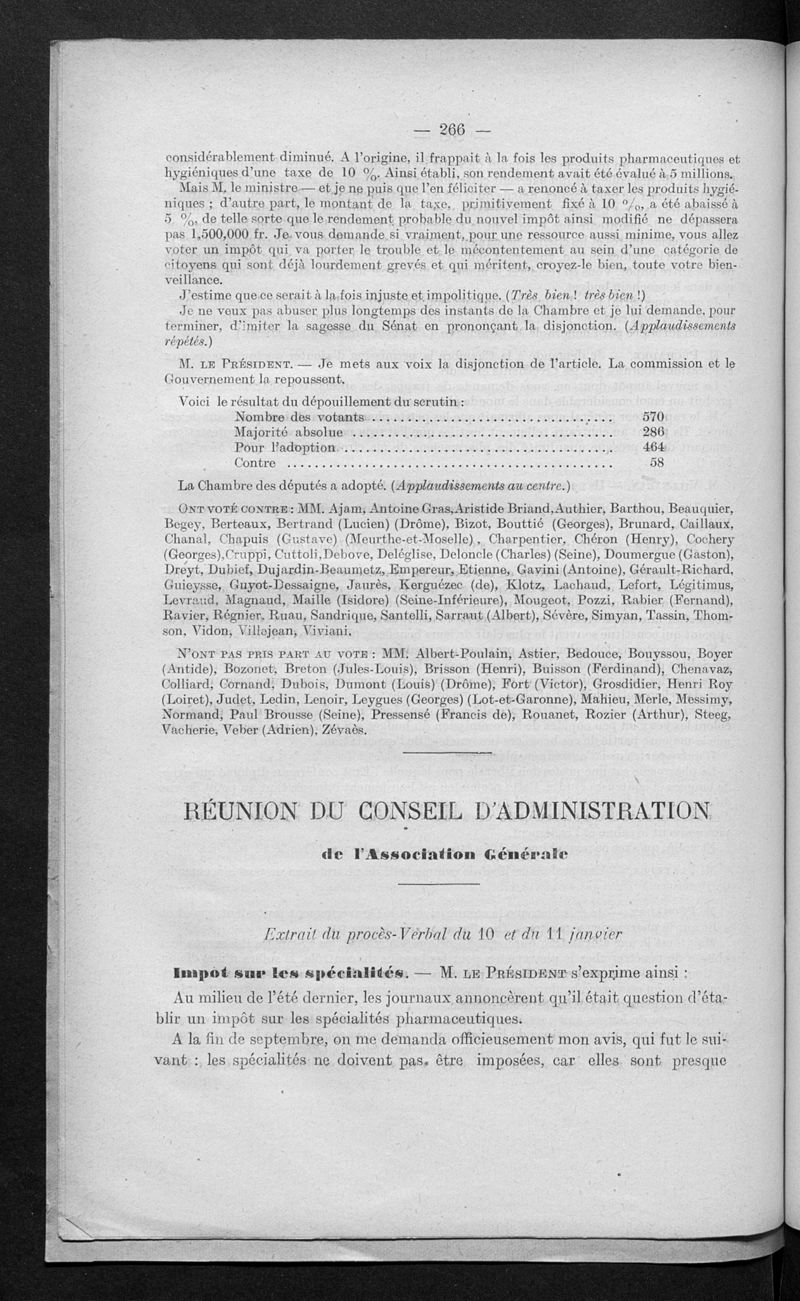 — 266 —
considérablement diminué. A l'origine, il frappait à la fois les produits pharmaceutiques et
hygiéniques d'une taxe de 10 %. Ainsi établi, son rendement avait été évalué à 5 millions.
Mais M. le ministre — et je ne puis que l'en féliciter — a renoncé à taxer les produits hygié-
niques ; d'autre part, le montant de la taxe, primitivement fixé à 10 %, a été abaissé à
5 %, de telle sorte que le rendement probable du nouvel impôt ainsi modifié ne dépassera
pas 1,500,000 fr. Je vous demande si vraiment, pour une ressource aussi minime, vous allez
voter un impôt qui va porter le trouble et le mécontentement au sein d'une catégorie de
citoyens qui sont déjà lourdement grevés et qui méritent, croyez-le bien, toute votre bien-
veillance.
J'estime que ce serait à la fois injuste et impolitique. (Très bien ! très bien !)
Je ne veux pas abuser plus longtemps des instants de la Chambre et je lui demande, pour
terminer, d'imiter la sagesse du Sénat en prononçant la disjonction. (Applaudissements
répétés.)
M. LE PRÉSIDENT. — Je mets aux voix la disjonction de l'article. La commission et le
Gouvernement la repoussent.
Voici le résultat du dépouillement du scrutin :
Nombre des votants ................................. 570
Majorité absolue ................................. 286
Pour l'adoption ................................. 464
Contre ................................. 58
La Chambre des députés a adopté. (Applaudissements au centre.)
ONT VOTÉ CONTRE : MM. Ajam, Antoine Gras, Aristide Briand, Authier, Barthou, Beauquier,
Begey, Berteaux, Bertrand (Lucien) (Drôme), Bizot, Bouttié (Georges), Brunard, Caillaux,
Chanal, Chapuis (Gustave) (Meurthe-et-Moselle), Charpentier, Chéron (Henry), Cochery
(Georges), Cruppi, Cuttoli, Debove, Deléglise, Deloncle (Charles) (Seine), Doumergue (Gaston),
Dreyt, Dubief, Dujardin-Beaumetz, Empereur, Etienne, Gavini (Antoine), Gérault-Richard,
Guieysse, Guyot-Dessaigne, Jaurès, Kerguézec (de), Klotz, Lachaud, Lefort, Légitimus,
Levraud, Magnaud, Maille (Isidore) (Seine-Inférieure), Mougeot, Pozzi, Rabier (Fernand),
Ravier, Régnier, Ruau, Sandrique, Santelli, Sarraut (Albert), Sévère, Simyan, Tassin, Thom-
son, Vidon, Villejean, Viviani.
N'ONT PAS PRIS PART AU VOTE : MM. Albert-Poulain, Astier, Bedouce, Bouyssou, Boyer
(Antide), Bozonet, Breton (Jules-Louis), Brisson (Henri), Buisson (Ferdinand), Chenavaz,
Colliard, Cornand, Dubois, Dumont (Louis) (Drôme), Fort (Victor), Grosdidier, Henri Roy
(Loiret), Judet, Ledin, Lenoir, Leygues (Georges) (Lot-et-Garonne), Mahieu, Merle, Messimy,
Normand, Paul Brousse (Seine), Pressensé (Francis de), Rouanet, Rozier (Arthur), Steeg,
Vacherie, Veber (Adrien), Zévaès.
RÉUNION DU CONSEIL D'ADMINISTRATION
de l'Association Générale
Extrait du procès-Verbal du 10 et du 11 janvier
Impôt sur les spécialités. — M. LE PRÉSIDENT s'exprime ainsi :
Au milieu de l'été dernier, les journaux annoncèrent qu'il était question d'éta-
blir un impôt sur les spécialités pharmaceutiques.
A la fin de septembre, on me demanda officieusement mon avis, qui fut le sui-
vant : les spécialités ne doivent pas être imposées, car elles sont presque